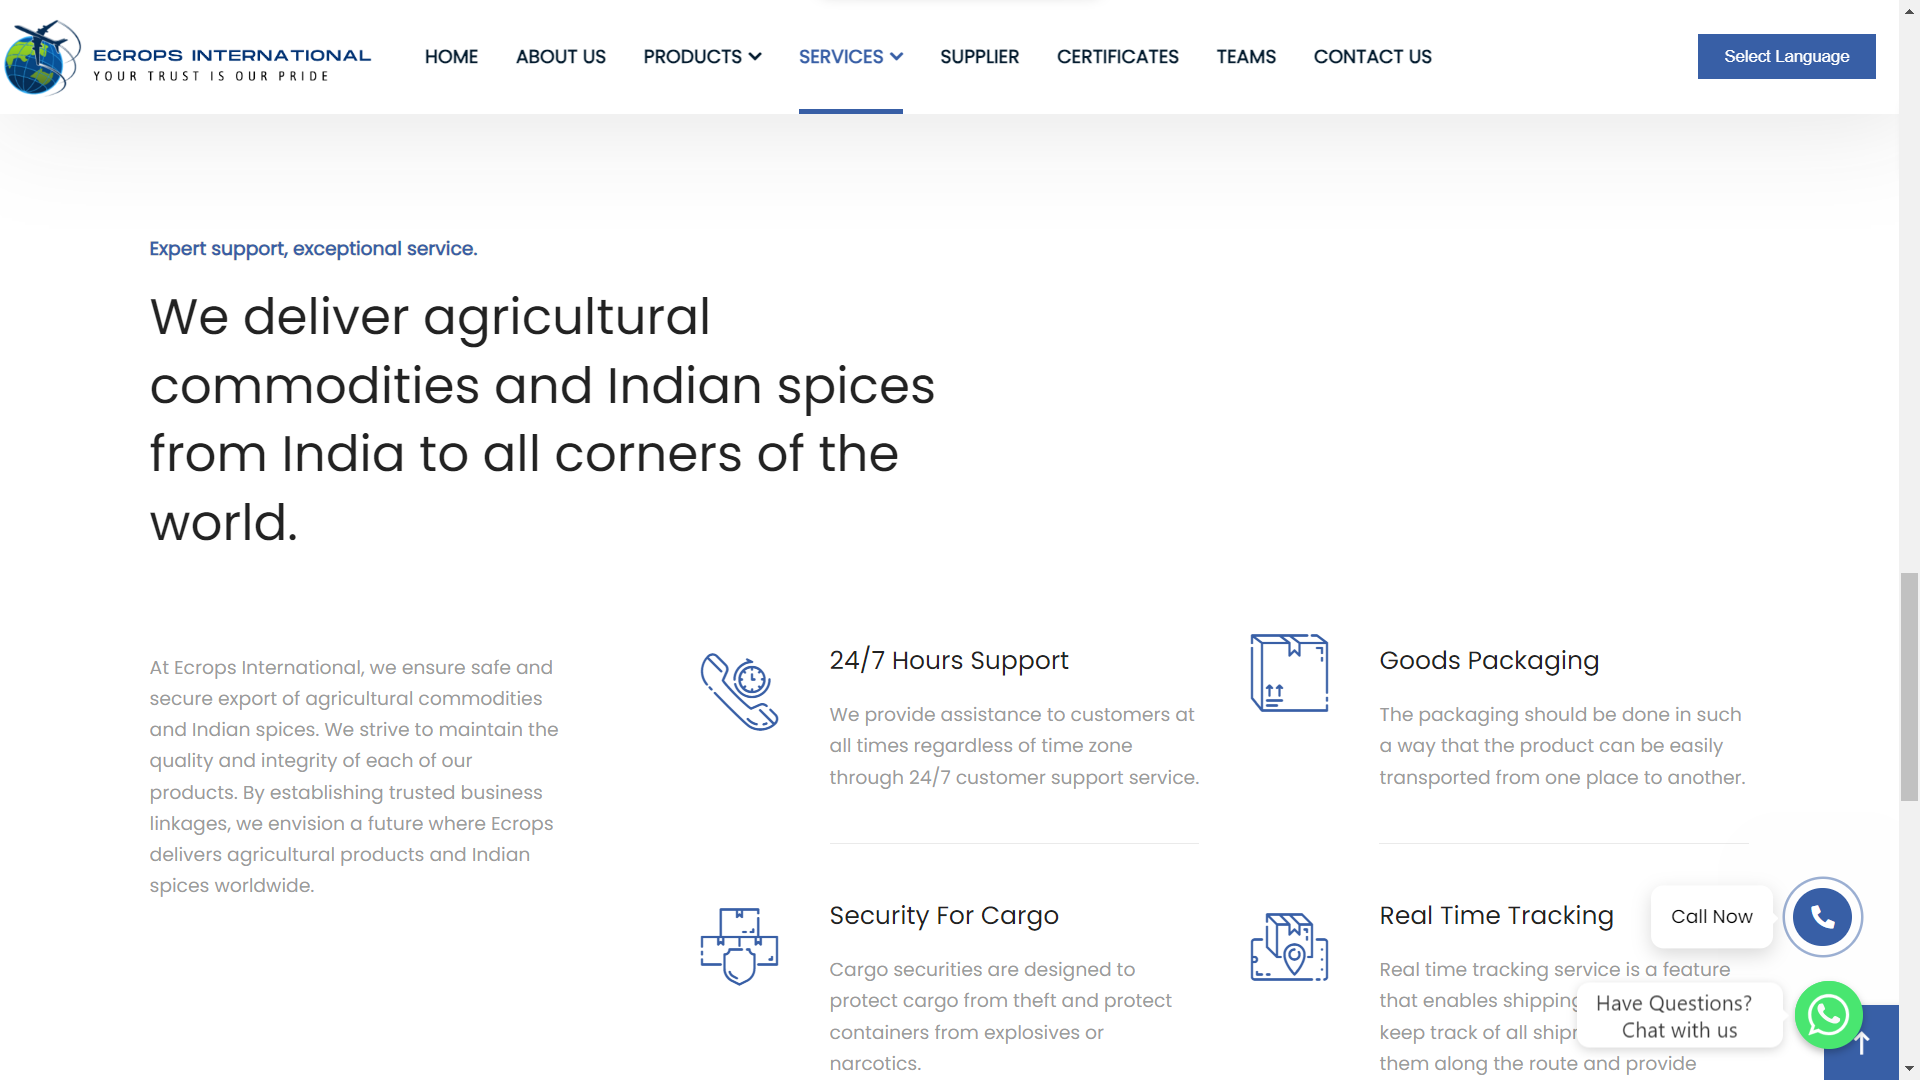 ECROPS INTERNATIONAL
YOUR TRUST IS OUR PRIDE
HOME
ABOUT US
PRODUCTS
SERVICES
SUPPLIER
CERTIFICATES
TEAMS
CONTACT US
Select Language
Expert support, exceptional service.
We deliver agricultural
commodities and Indian spices
from India to all corners of the
world.
At Ecrops International, we ensure safe and
secure export of agricultural commodities
and Indian spices. We strive to maintain the
quality and integrity of each of our
products. By establishing trusted business
linkages, we envision a future where Ecrops
delivers agricultural products and Indian
spices worldwide.
24/7 Hours Support
We provide assistance to customers at
all times regardless of time zone
through 24/7 customer support service.
Goods Packaging
The packaging should be done in such
a way that the product can be easily
transported from one place to another.
Security For Cargo
Cargo securities are designed to
protect cargo from theft and protect
containers from explosives or
narcotics.
Real Time Tracking
Real time tracking service is a feature
that enables shipping
keep track of all
them along the route and provide
Call Now
Have Questions?
Chat with us